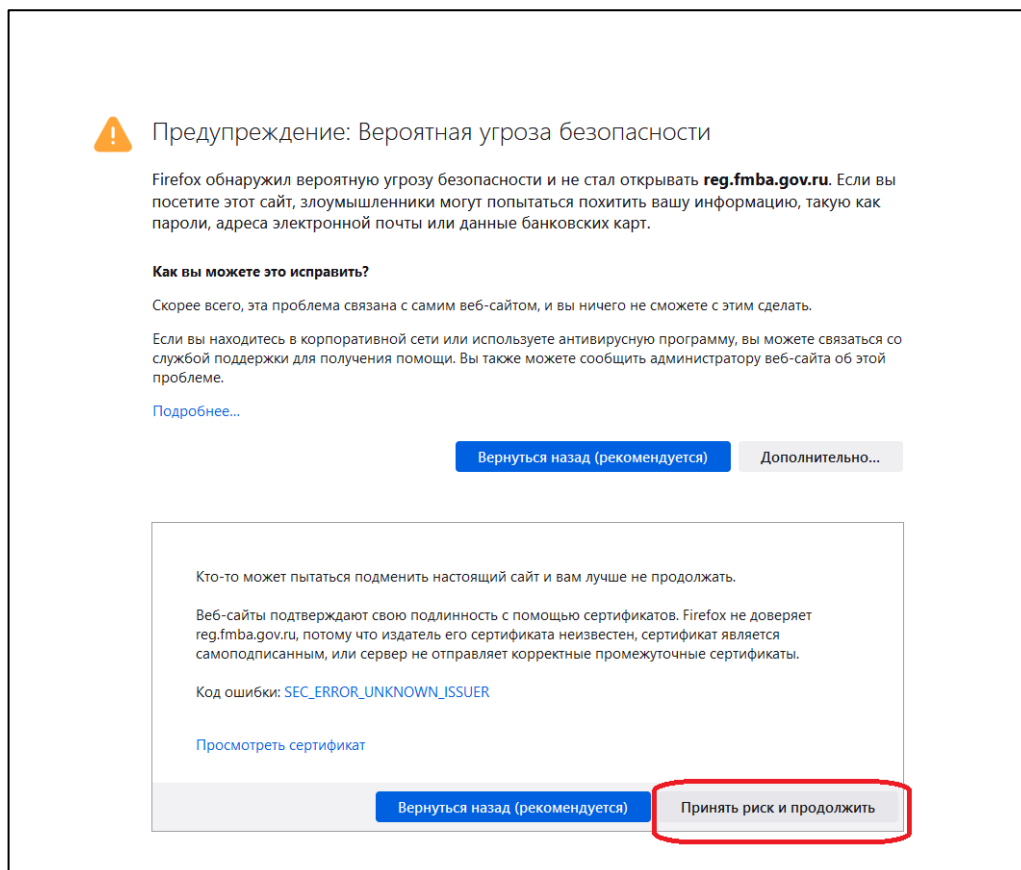 Предупреждение: Вероятная угроза безопасности
Firefox обнаружил вероятную угрозу безопасности и не стал открывать reg.fmba.gov.ru. Если вы
посетите этот сайт, злоумышленники могут попытаться похитить вашу информацию, такую как
пароли, адреса электронной почты или данные банковских карт.
Как вы можете это исправить?
Скорее всего, эта проблема связана с самим веб-сайтом, и вы ничего не сможете с этим сделать.
Если вы находитесь в корпоративной сети или используете антивирусную программу, вы можете связаться со
службой поддержки для получения помощи. Вы также можете сообщить администратору веб-сайта об этой
проблеме.
Подробнее...
Вернуться назад (рекомендуется) Дополнительно...
Кто-то может пытаться подменить настоящий сайт и вам лучше не продолжать.
Веб-сайты подтверждают свою подлинность с помощью сертификатов. Firefox не доверяет
reg.fmba.gov.ru, потому что издатель его сертификата неизвестен, сертификат является
самоподписанным, или сервер не отправляет корректные промежуточные сертификаты.
Код ошибки: SEC_ERROR_UNKNOWN_ISSUER
Просмотреть сертификат
Вернуться назад (рекомендуется) Принять риск и продолжить